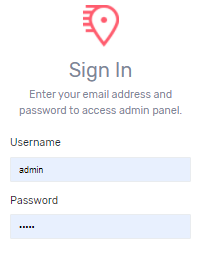 Sign In
Enter your email address and
password to access admin panel.
Username
admin
Password
•••••